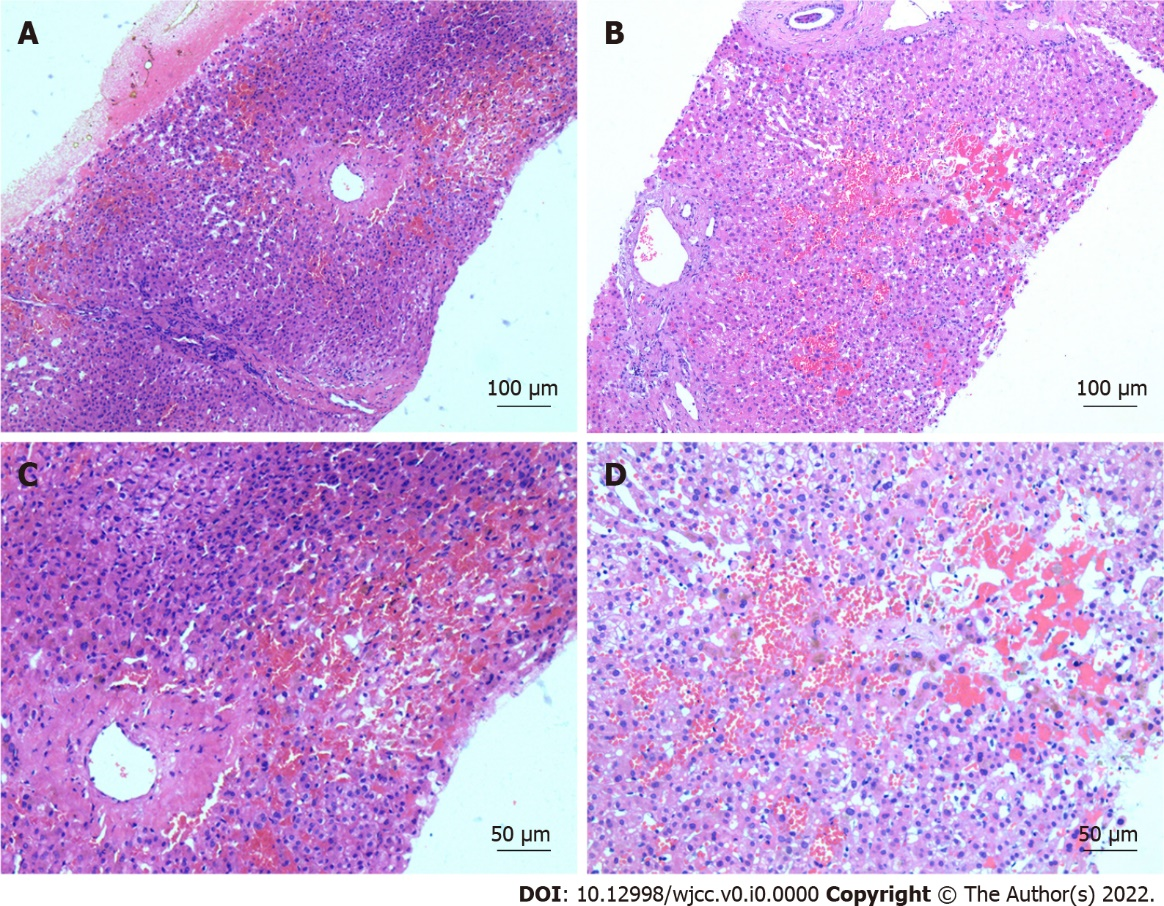 A
B
100 µm
100 µm
C
D
50 µm
50 µm
DOI: 10.12998/wjcc.v0.i0.0000 Copyright © The Author(s) 2022.